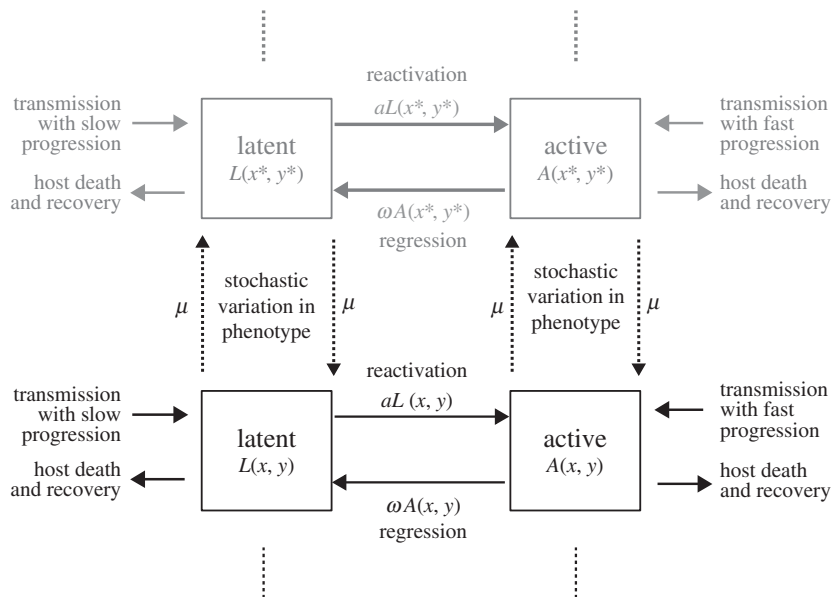 reactivation
aL(x*, y*)
transmission
with slow
progression
latent
L(x*, y*)
active
A(x*, y*)
transmission
with fast
progression
host death
and recovery
ωA(x*, y*)
regression
host death
and recovery
μ
stochastic
variation in
phenotype
μ
μ
stochastic
variation in
phenotype
μ
reactivation
aL (x, y)
transmission
with slow
progression
latent
L(x, y)
active
A(x, y)
transmission
with fast
progression
host death
and recovery
ωA(x, y)
regression
host death
and recovery